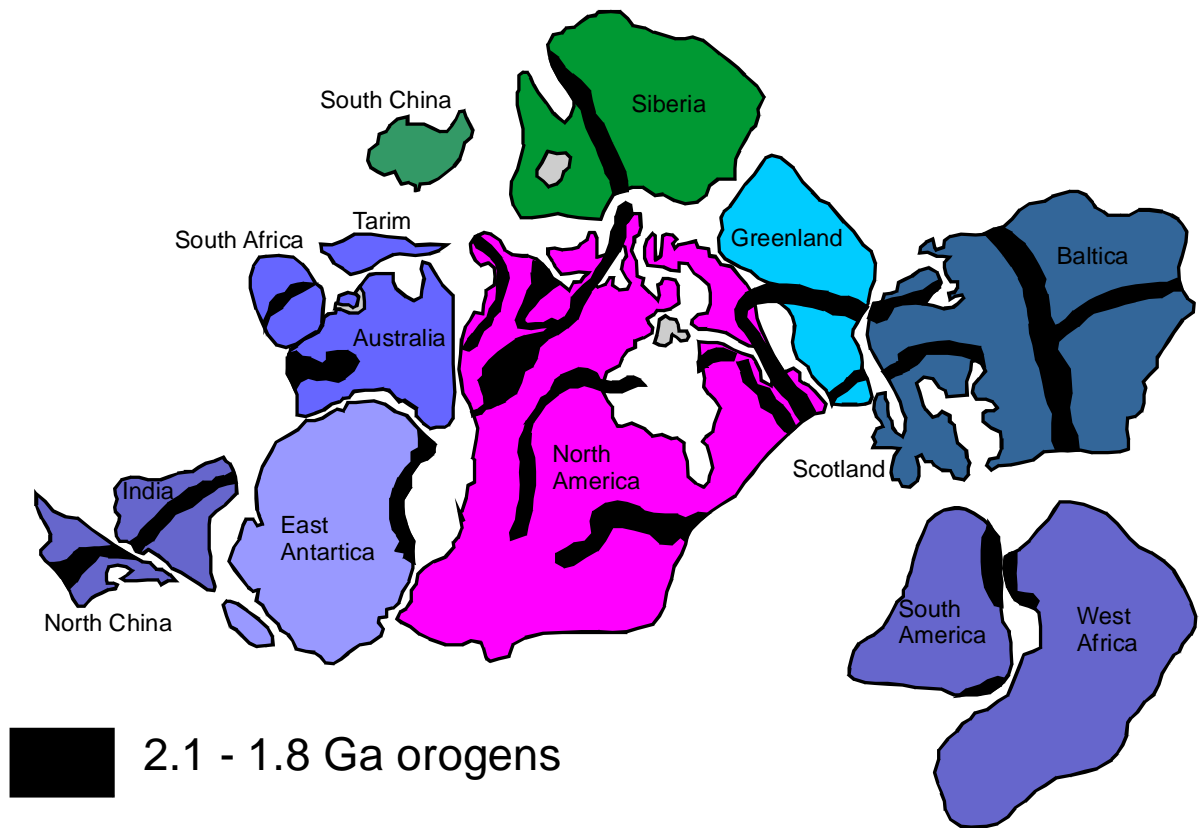 South China
Siberia
Tarim
South Africa
Greenland
Baltica
Australia
North
America
Scotland
India
East
Antartica
North China
South
America
West
Africa
2.1 - 1.8 Ga orogens